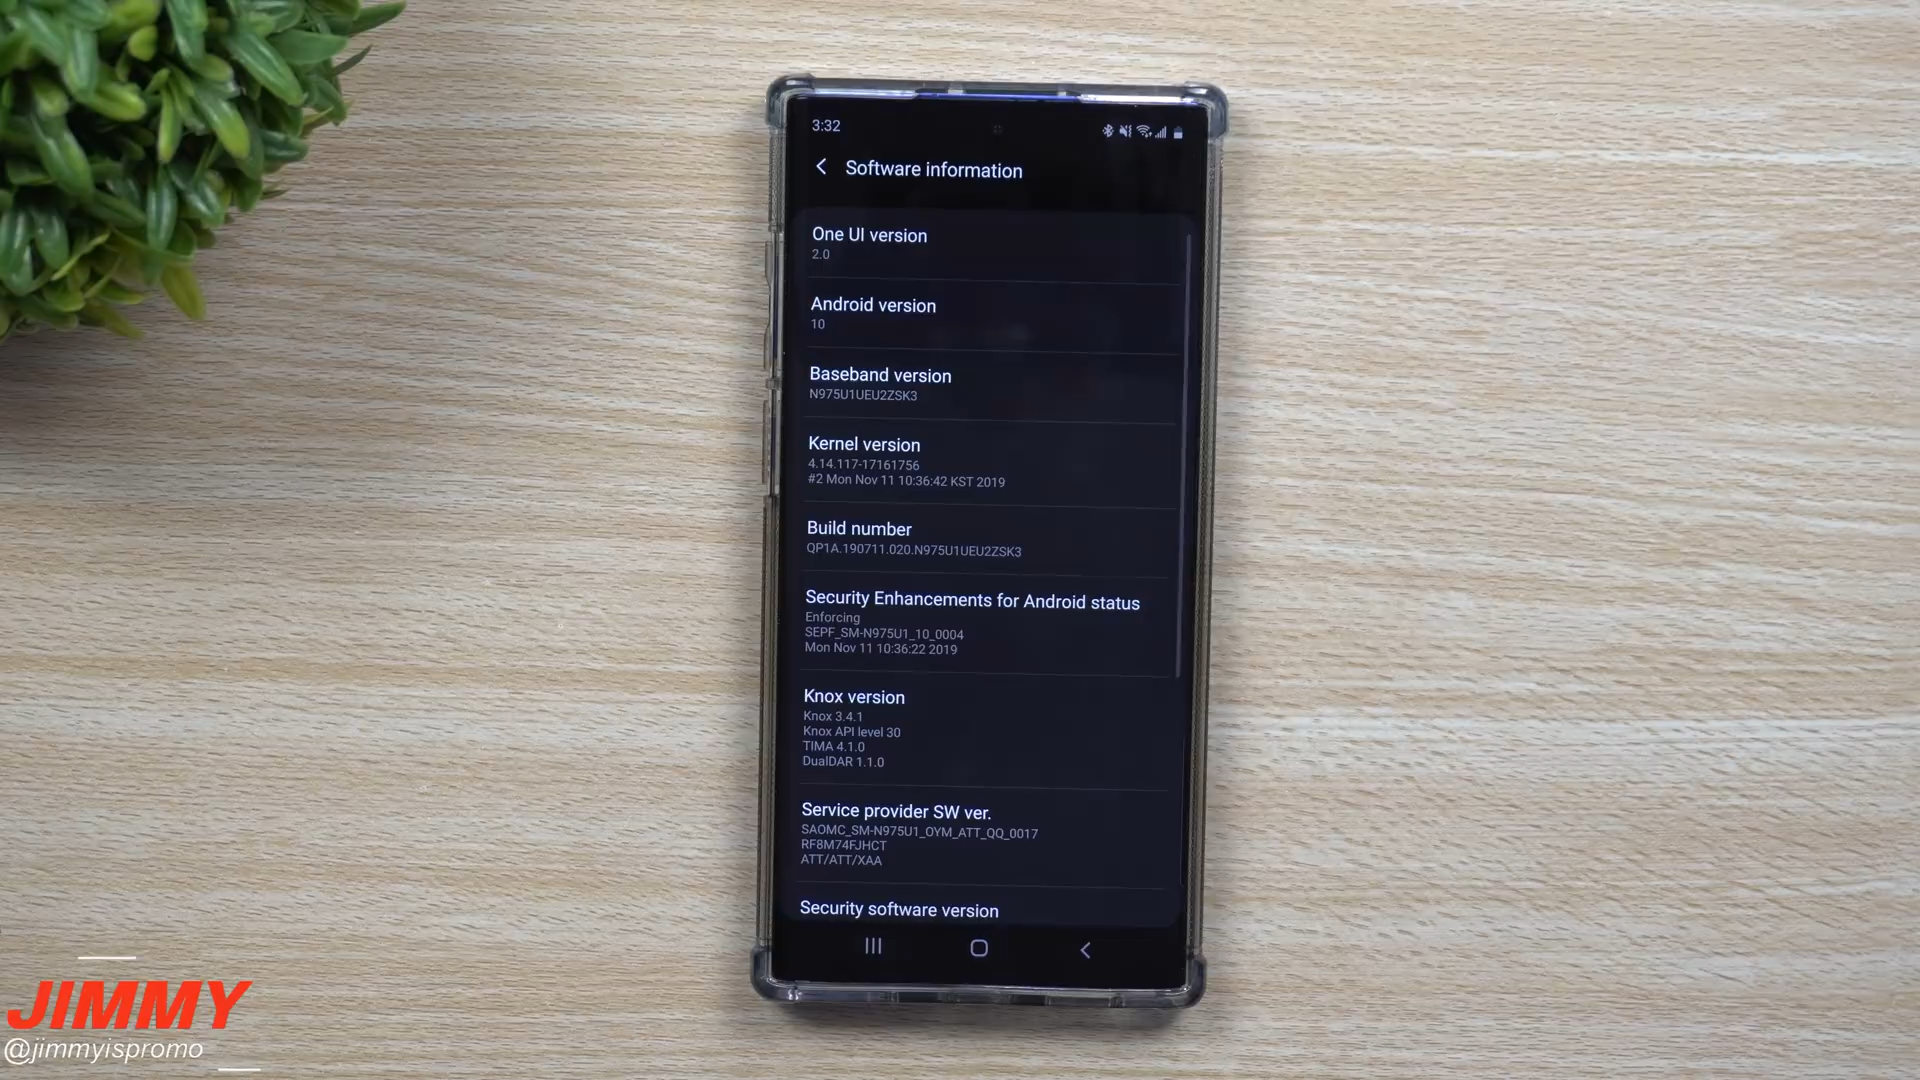 3:32
Software information
One UI version
2.0
Android version
10
Baseband version
N975U1UEU2ZSK3
Kernel version
4.14.117-17161756
#2 Mon Nov 11 10:36:42 KST 2019
Build number
QP1A.190711.020.N975U1UEU2ZSK3
Security Enhancements for Android status
Enforcing
SEPF_SM-N975U1_10_0004
Mon Nov 11 10:36:22 2019
Knox version
Knox 3.4.1
Knox API level 30
TIMA 4.1.0
DualDAR 1.1.0
Service provider SW ver.
SAOMC_SM-N975U1_OYM_ATT_QQ_0017
RF8M74FJHCT
ATT/ATT/XAA
Security software version
JIMMY
@jimmyispromo